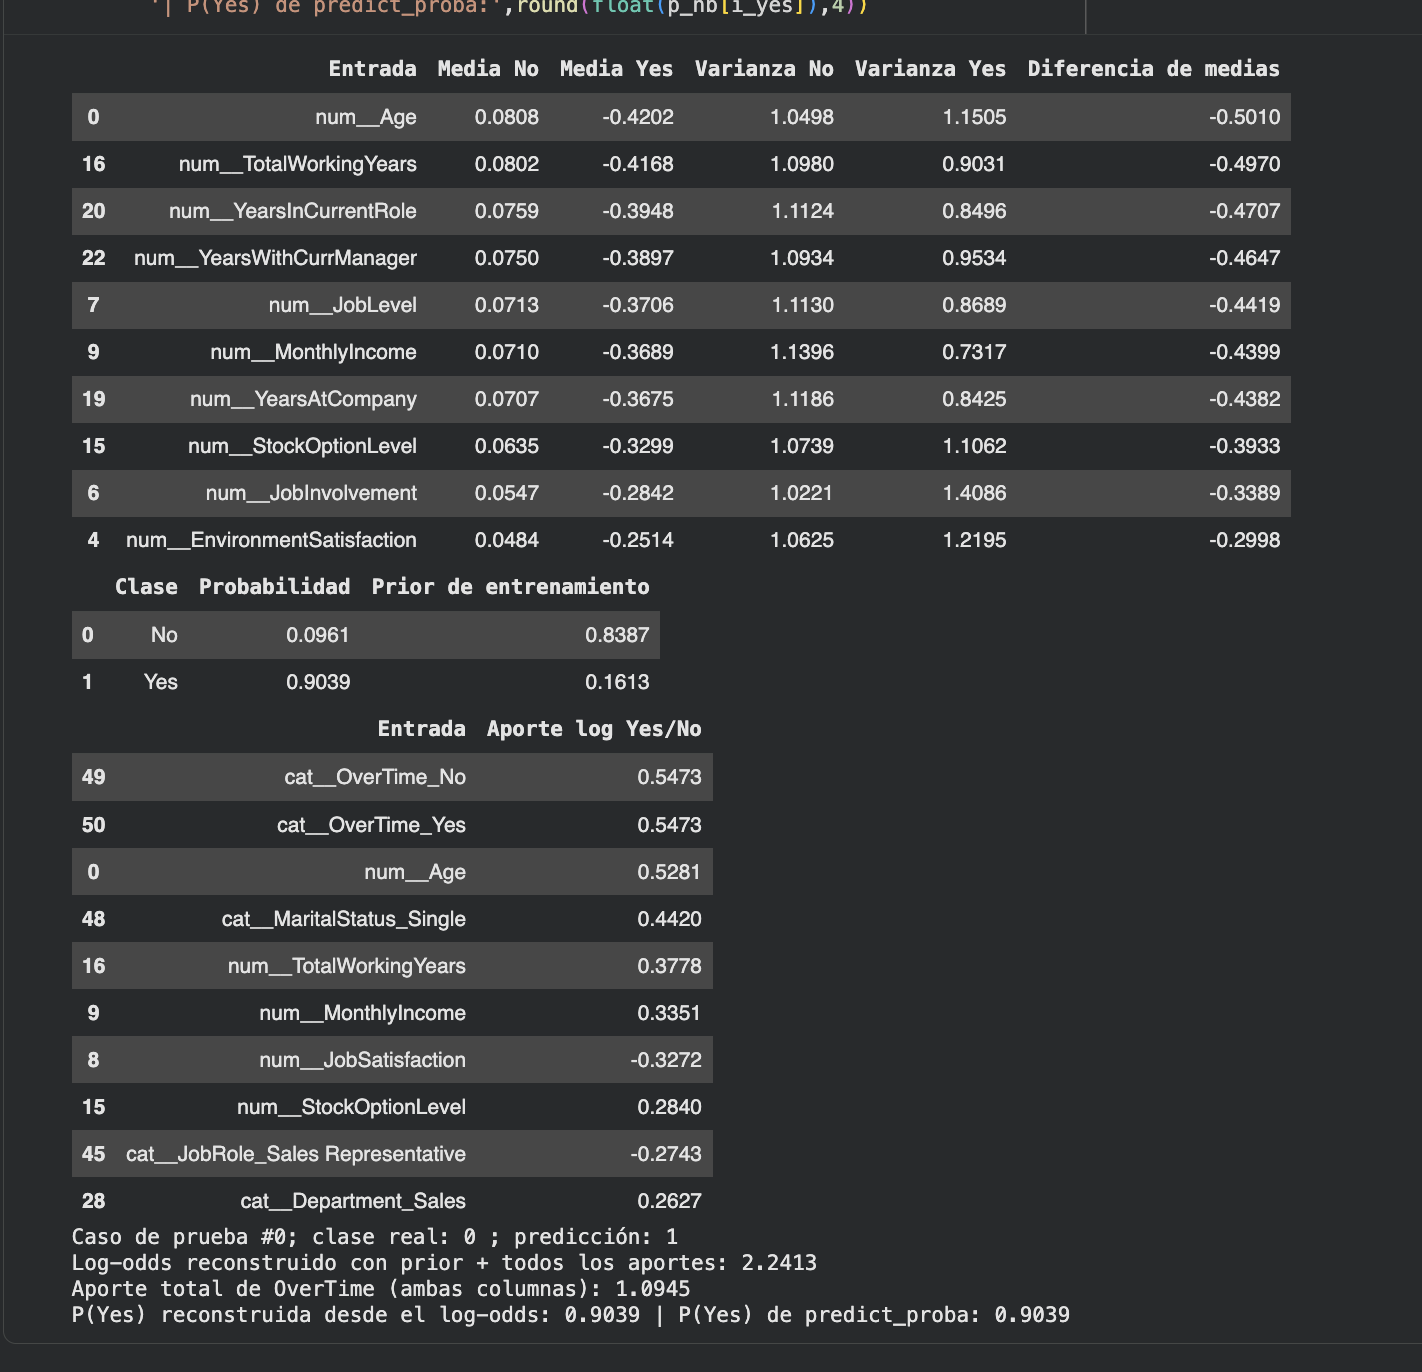 '| P(Yes) de predict_proba:',round(float(p_nb[i_yes]),4))
Entrada Media No Media Yes Varianza No Varianza Yes Diferencia de medias
0 num__Age 0.0808 -0.4202 1.0498 1.1505 -0.5010
16 num__TotalWorkingYears 0.0802 -0.4168 1.0980 0.9031 -0.4970
20 num__YearsInCurrentRole 0.0759 -0.3948 1.1124 0.8496 -0.4707
22 num__YearsWithCurrManager 0.0750 -0.3897 1.0934 0.9534 -0.4647
7 num__JobLevel 0.0713 -0.3706 1.1130 0.8689 -0.4419
9 num__MonthlyIncome 0.0710 -0.3689 1.1396 0.7317 -0.4399
19 num__YearsAtCompany 0.0707 -0.3675 1.1186 0.8425 -0.4382
15 num__StockOptionLevel 0.0635 -0.3299 1.0739 1.1062 -0.3933
6 num__JobInvolvement 0.0547 -0.2842 1.0221 1.4086 -0.3389
4 num__EnvironmentSatisfaction 0.0484 -0.2514 1.0625 1.2195 -0.2998
Clase Probabilidad Prior de entrenamiento
0 No 0.0961 0.8387
1 Yes 0.9039 0.1613
Entrada Aporte log Yes/No
49 cat__OverTime_No 0.5473
50 cat__OverTime_Yes 0.5473
0 num__Age 0.5281
48 cat__MaritalStatus_Single 0.4420
16 num__TotalWorkingYears 0.3778
9 num__MonthlyIncome 0.3351
8 num__JobSatisfaction -0.3272
15 num__StockOptionLevel 0.2840
45 cat__JobRole_Sales Representative -0.2743
28 cat__Department_Sales 0.2627
Caso de prueba #0; clase real: 0 ; predicción: 1
Log-odds reconstruido con prior + todos los aportes: 2.2413
Aporte total de OverTime (ambas columnas): 1.0945
P(Yes) reconstruida desde el log-odds: 0.9039 | P(Yes) de predict_proba: 0.9039